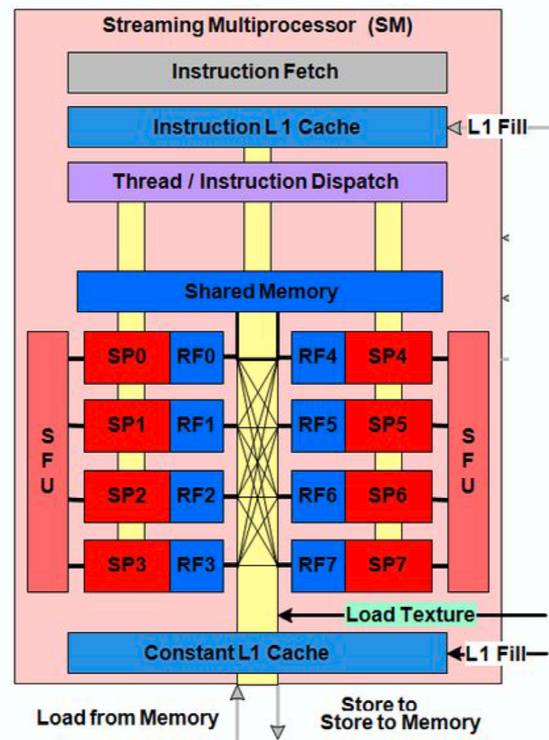 Streaming Multiprocessor (SM)
Instruction Fetch
Instruction L 1 Cache
L1 Fill
Thread / Instruction Dispatch
Shared Memory
SP0 RF0 RF4 SP4
SP1 RF1 RF5 SP5
SFU
SFU
SP2 RF2 RF6 SP6
SP3 RF3 RF7 SP7
Load Texture
Constant L1 Cache
L1 Fill
Load from Memory
Store to
Store to Memory